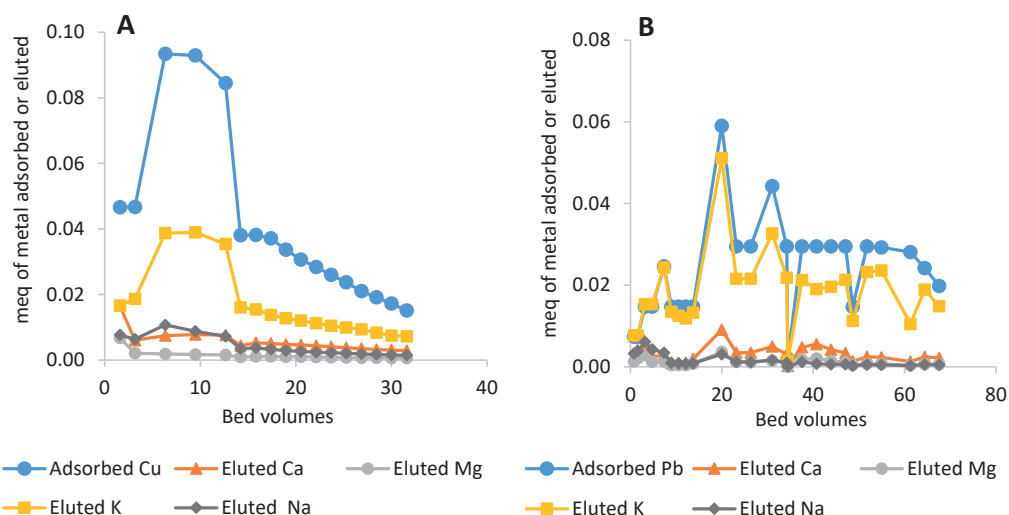 A
meq of metal adsorbed or eluted
0.10
0.08
0.06
0.04
0.02
0.00
0 10 20 30 40
Bed volumes
Adsorbed Cu Eluted Ca Eluted Mg
Eluted K Eluted Na
B
meq of metal adsorbed or eluted
0.08
0.06
0.04
0.02
0.00
0 20 40 60 80
Bed volumes
Adsorbed Pb Eluted Ca Eluted Mg
Eluted K Eluted Na